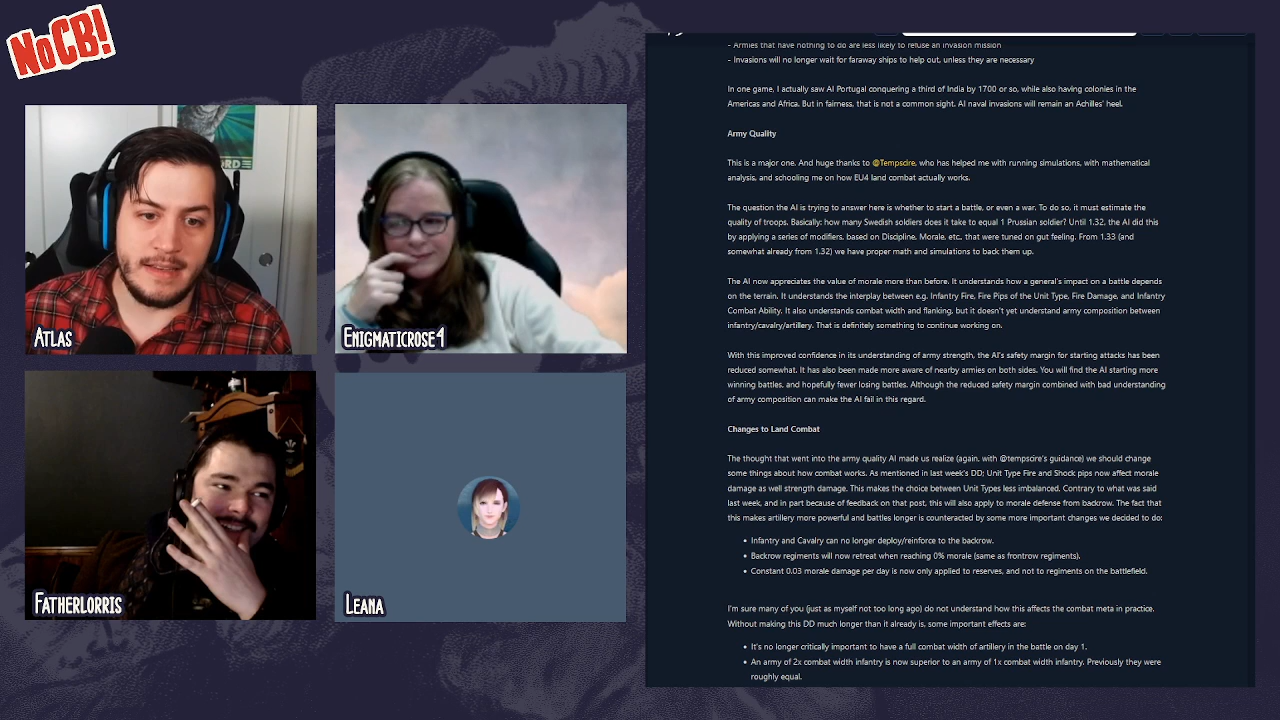 NoCB!
ORD
Atlas
Enigmaticrose4
Fatherlorris
Leana
- Armies that have nothing to do are less likely to refuse an invasion mission
- Invasions will no longer wait for faraway ships to help out, unless they are necessary
In one game, I actually saw AI Portugal conquering a third of India by 1700 or so, while also having colonies in the
Americas and Africa. But in fairness, that is not a common sight. AI naval invasions will remain an Achilles' heel.
Army Quality
This is a major one. And huge thanks to @Tempscire, who has helped me with running simulations, with mathematical
analysis, and schooling me on how EU4 land combat actually works.
The question the AI is trying to answer here is whether to start a battle, or even a war. To do so, it must estimate the
quality of troops. Basically: how many Swedish soldiers does it take to equal 1 Prussian soldier? Until 1.32, the AI did this
by applying a series of modifiers, based on Discipline, Morale, etc. that were tuned on gut feeling. From 1.33 (and
somewhat already from 1.32) we have proper math and simulations to back them up.
The AI now appreciates the value of morale more than before. It understands how a general's impact on a battle depends
on the terrain. It understands the interplay between e.g. Infantry Fire, Fire Pips of the Unit Type, Fire Damage, and Infantry
Combat Ability. It also understands combat width and flanking, but it doesn't yet understand army composition between
infantry/cavalry/artillery. That is definitely something to continue working on.
With this improved confidence in its understanding of army strength, the AI's safety margin for starting attacks has been
reduced somewhat. It has also been made more aware of nearby armies on both sides. You will find the AI starting more
winning battles, and hopefully fewer losing battles. Although the reduced safety margin combined with bad understanding
of army composition can make the AI fail in this regard.
Changes to Land Combat
The thought that went into the army quality AI made us realize (again, with @tempscire's guidance) we should change
some things about how combat works. As mentioned in last week's DD; Unit Type Fire and Shock pips now affect morale
damage as well strength damage. This makes the choice between Unit Types less imbalanced. Contrary to what was said
last week, and in part because of feedback on that post, this will also apply to morale defense from backrow. The fact that
this makes artillery more powerful and battles longer is counteracted by some more important changes we decided to do:
• Infantry and Cavalry can no longer deploy/reinforce to the backrow.
• Backrow regiments will now retreat when reaching 0% morale (same as frontrow regiments).
• Constant 0.03 morale damage per day is now only applied to reserves, and not to regiments on the battlefield.
I'm sure many of you (just as myself not too long ago) do not understand how this affects the combat meta in practice.
Without making this DD much longer than it already is, some important effects are:
• It's no longer critically important to have a full combat width of artillery in the battle on day 1.
• An army of 2x combat width infantry is now superior to an army of 1x combat width infantry. Previously they were
roughly equal.